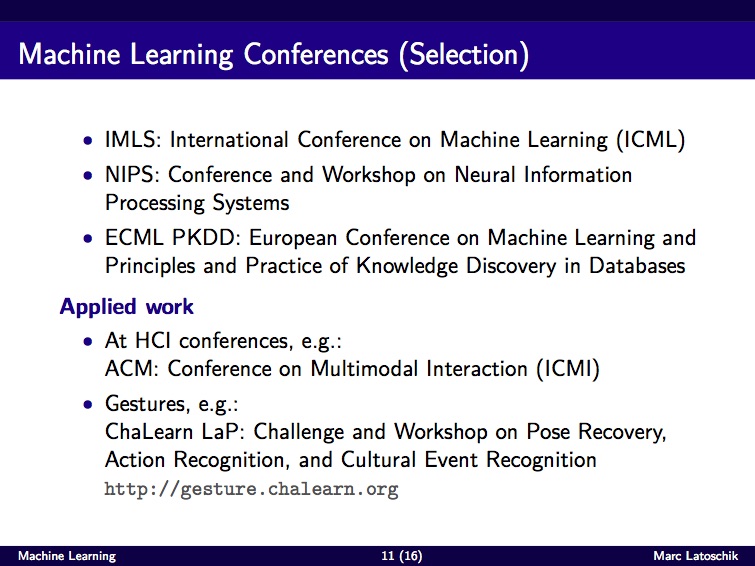 Machine Learning Conferences (Selection)
• IMLS: International Conference on Machine Learning (ICML)
• NIPS: Conference and Workshop on Neural Information
Processing Systems
• ECML PKDD: European Conference on Machine Learning and
Principles and Practice of Knowledge Discovery in Databases
Applied work
• At HCI conferences, e.g.:
ACM: Conference on Multimodal Interaction (ICMI)
• Gestures, e.g.:
ChaLearn LaP: Challenge and Workshop on Pose Recovery,
Action Recognition, and Cultural Event Recognition
http://gesture.chalearn.org
Machine Learning 11 (16) Marc Latoschik